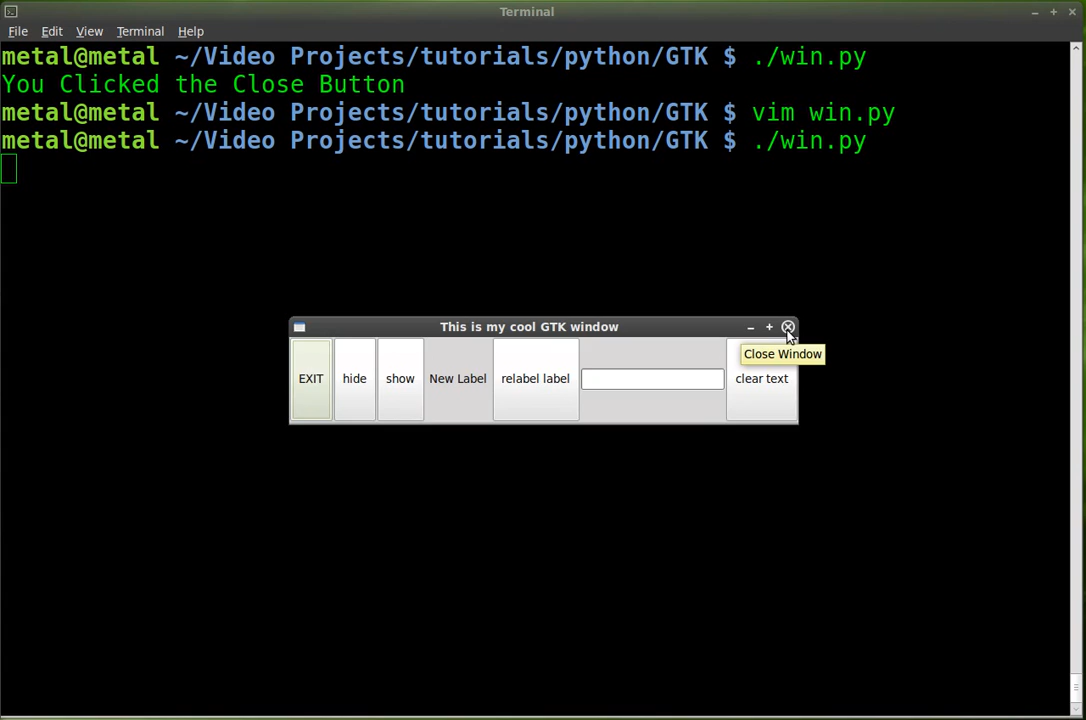 Terminal
File Edit View Terminal Help
metal@metal ~/Video Projects/tutorials/python/GTK $ ./win.py
You Clicked the Close Button
metal@metal ~/Video Projects/tutorials/python/GTK $ vim win.py
metal@metal ~/Video Projects/tutorials/python/GTK $ ./win.py
This is my cool GTK window
Close Window
EXIT hide show New Label relabel label clear text